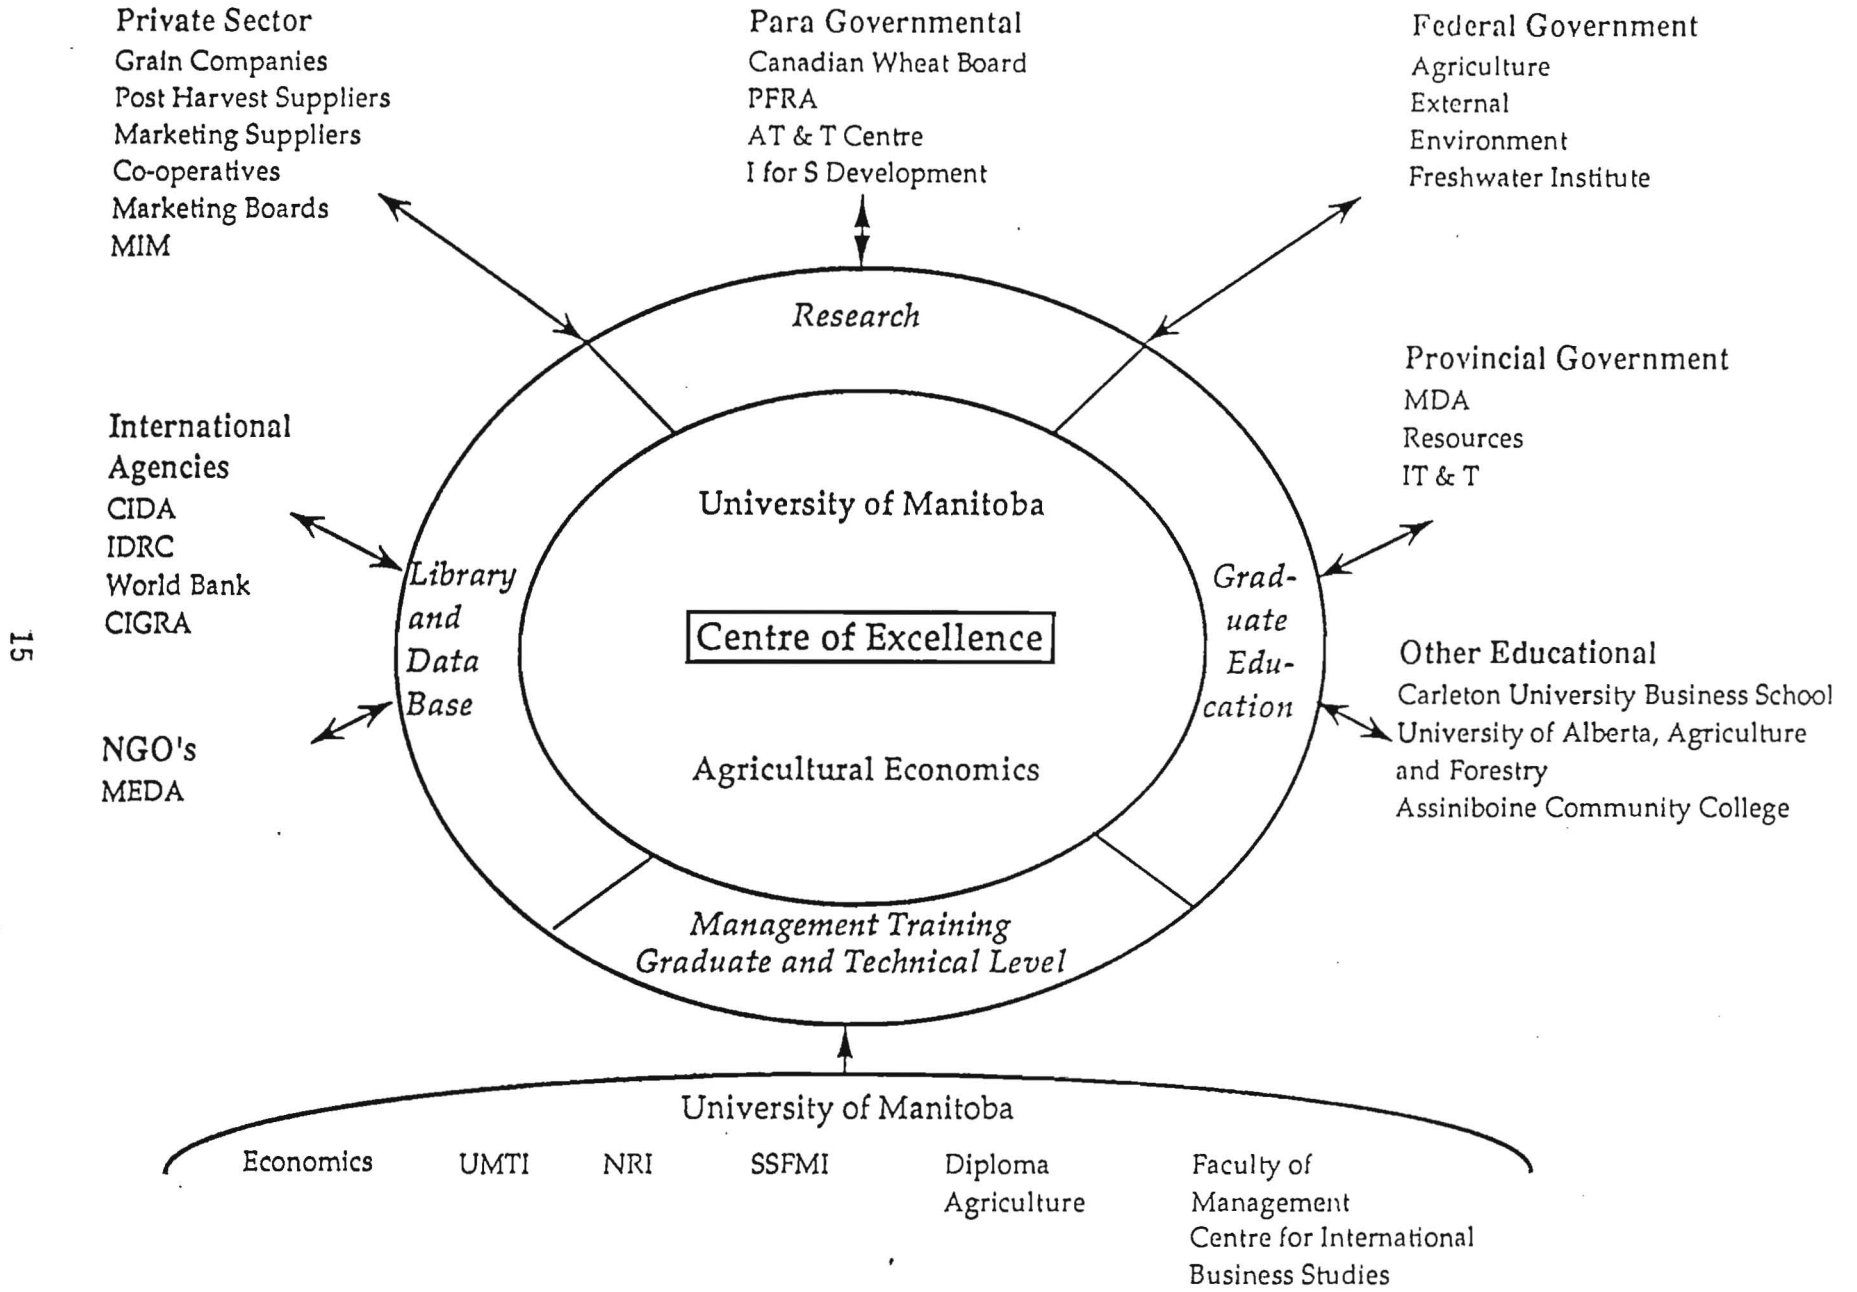 Private Sector
Grain Companies
Post Harvest Suppliers
Marketing Suppliers
Co-operatives
Marketing Boards
MIM
Para Governmental
Canadian Wheat Board
PFRA
AT & T Centre
I for S Development
Federal Government
Agriculture
External
Environment
Freshwater Institute
Research
Provincial Government
MDA
Resources
IT & T
International
Agencies
CIDA
IDRC
World Bank
CIGRA
University of Manitoba
Library
and
Data
Base
Centre of Excellence
Grad-
uate
Edu-
cation
15
Other Educational
Carleton University Business School
University of Alberta, Agriculture
and Forestry
Assiniboine Community College
NGO's
MEDA
Agricultural Economics
Management Training
Graduate and Technical Level
University of Manitoba
Economics
UMTI
NRI
SSFMI
Diploma
Agriculture
Faculty of
Management
Centre for International
Business Studies